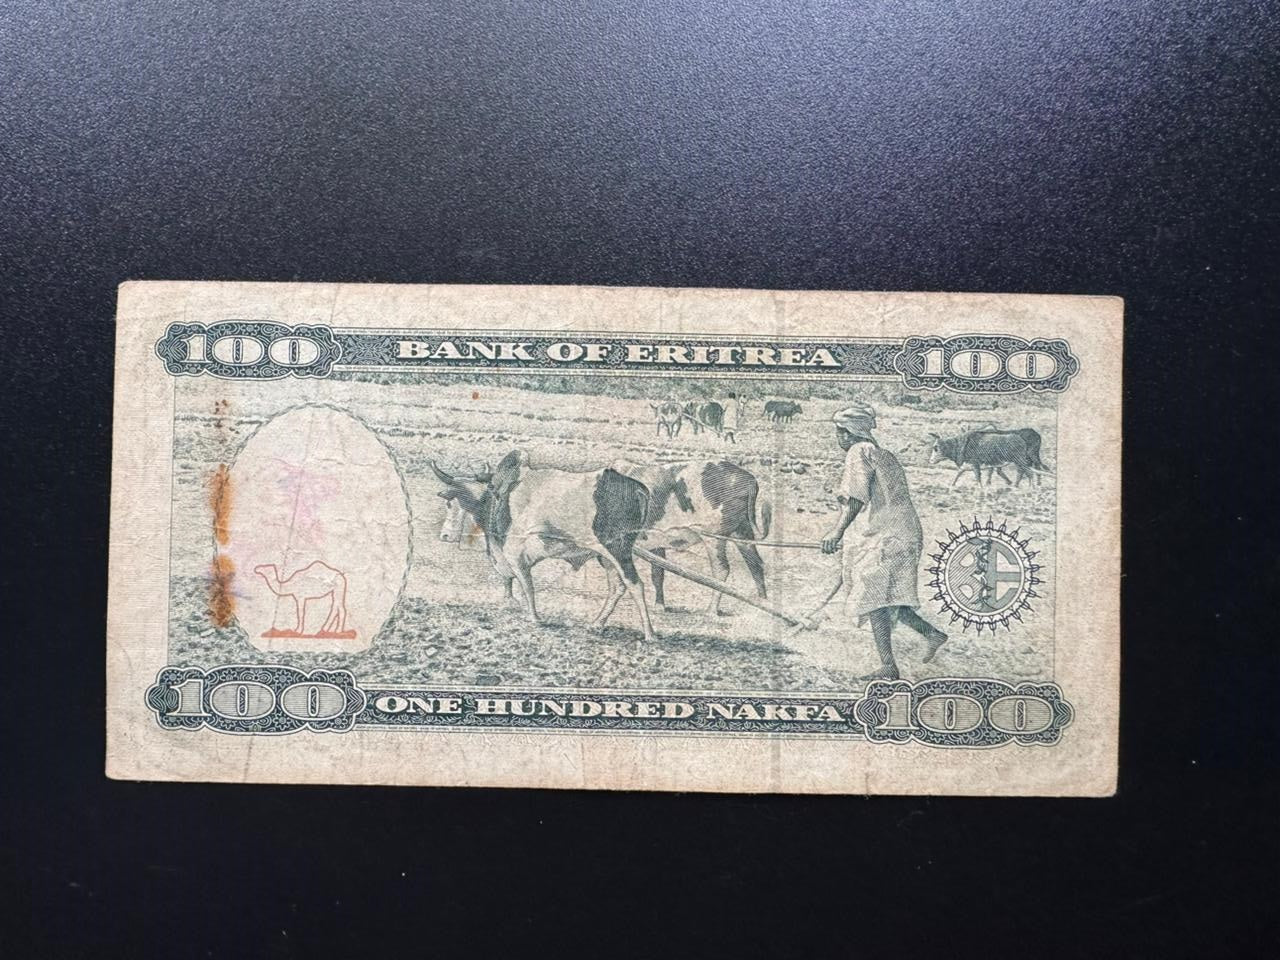 100 BANK OF ERITREA 100
100 ONE HUNDRED NAKFA 100